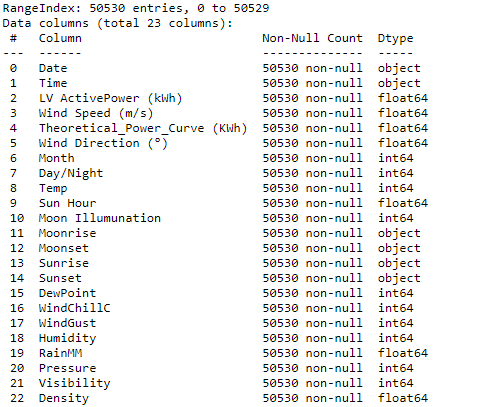 RangeIndex: 50530 entries, 0 to 50529
Data columns (total 23 columns):
 #   Column                        Non-Null Count  Dtype
---  ------                        --------------  -----
 0   Date                          50530 non-null  object
 1   Time                          50530 non-null  object
 2   LV ActivePower (kWh)          50530 non-null  float64
 3   Wind Speed (m/s)              50530 non-null  float64
 4   Theoretical_Power_Curve (KWh)  50530 non-null  float64
 5   Wind Direction (°)            50530 non-null  float64
 6   Month                         50530 non-null  int64
 7   Day/Night                     50530 non-null  int64
 8   Temp                          50530 non-null  int64
 9   Sun Hour                      50530 non-null  float64
 10  Moon Illumunation             50530 non-null  int64
 11  Moonrise                      50530 non-null  object
 12  Moonset                       50530 non-null  object
 13  Sunrise                       50530 non-null  object
 14  Sunset                        50530 non-null  object
 15  DewPoint                      50530 non-null  int64
 16  WindChillC                    50530 non-null  int64
 17  WindGust                      50530 non-null  int64
 18  Humidity                      50530 non-null  int64
 19  RainMM                        50530 non-null  float64
 20  Pressure                      50530 non-null  int64
 21  Visibility                    50530 non-null  int64
 22  Density                       50530 non-null  float64